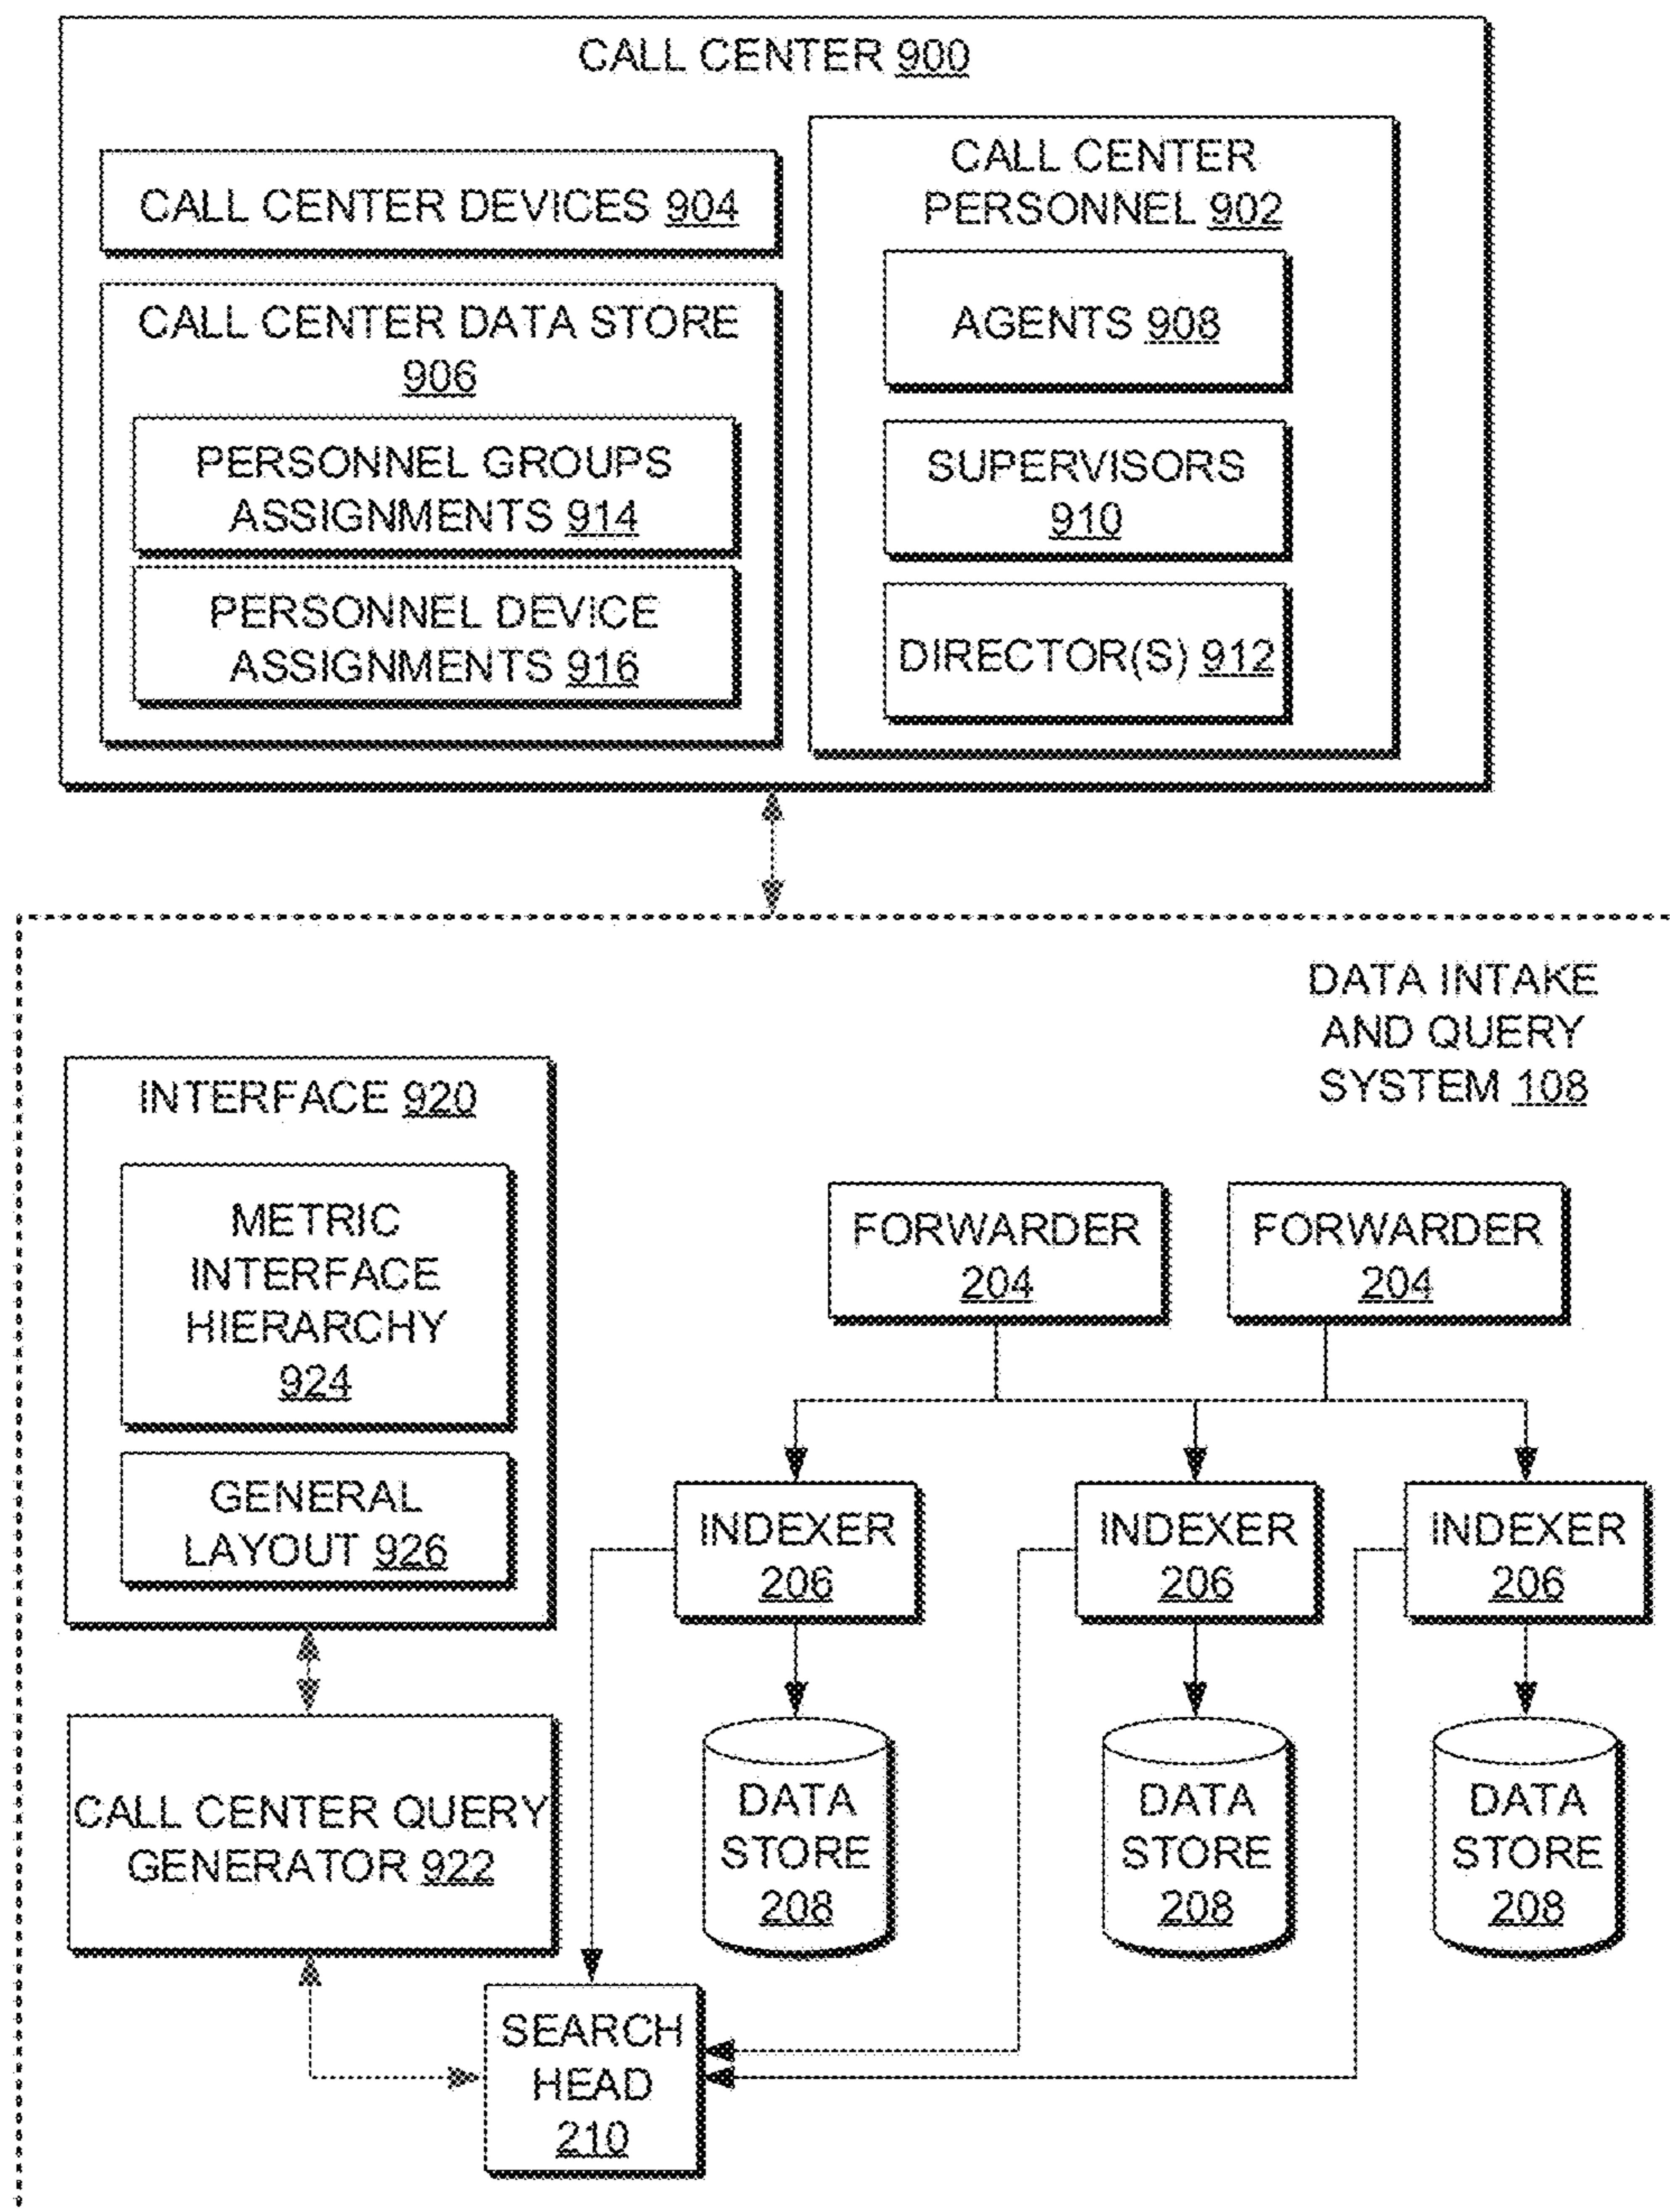 CALL CENTER 900
CALL CENTER DEVICES 904
CALL CENTER DATA STORE
906
PERSONNEL GROUPS
ASSIGNMENTS 914
PERSONNEL DEVICE
ASSIGNMENTS 916
CALL CENTER
PERSONNEL 902
AGENTS 908
SUPERVISORS
910
DIRECTOR(S) 912
DATA INTAKE
AND QUERY
SYSTEM 108
INTERFACE 920
METRIC
INTERFACE
HIERARCHY
924
GENERAL
LAYOUT 926
FORWARDER
204
FORWARDER
204
INDEXER
206
INDEXER
206
INDEXER
206
CALL CENTER QUERY
GENERATOR 922
DATA
STORE
208
DATA
STORE
208
DATA
STORE
208
SEARCH
HEAD
210